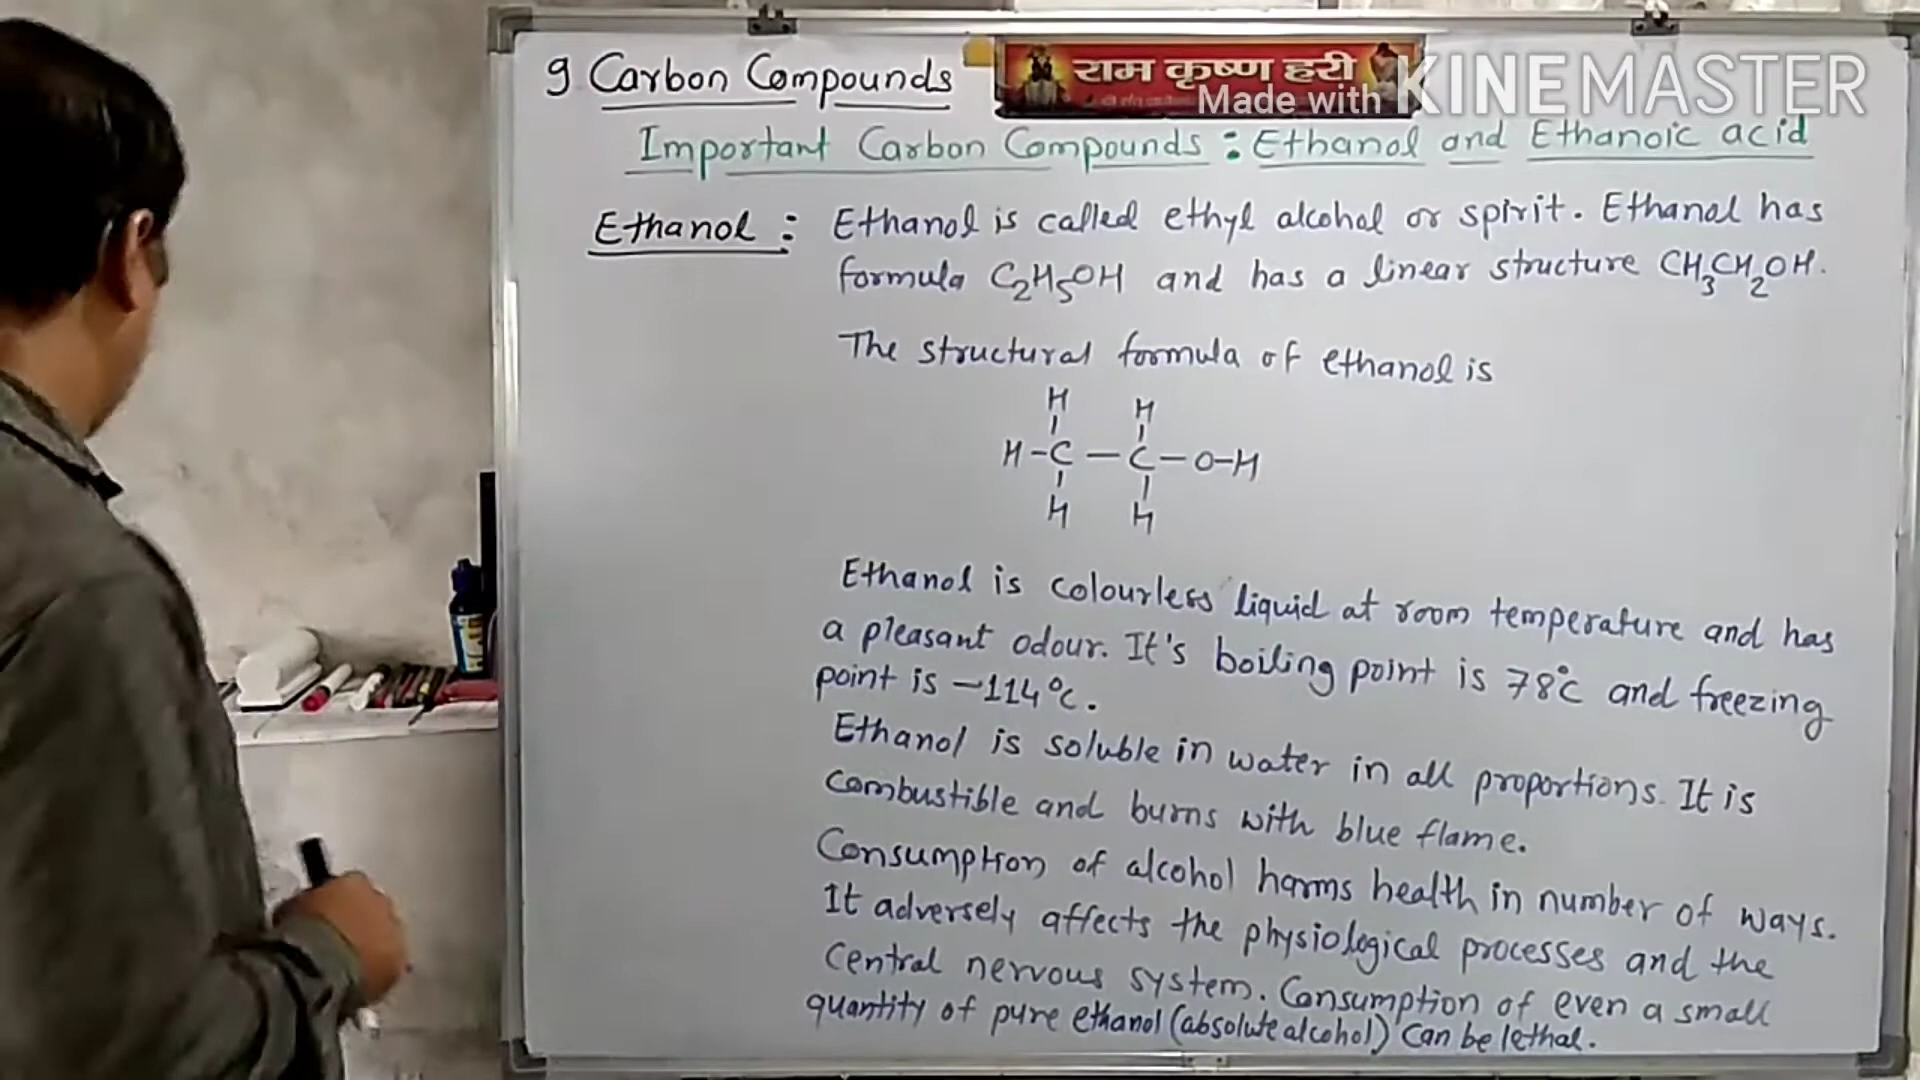 9 Carbon Compounds
राम कृष्ण हरी
Made with KINEMASTER
Important Carbon Compounds : Ethanol and Ethanoic acid
Ethanol : Ethanol is called ethyl alcohol or spirit. Ethanol has
formula C₂H₅OH and has a linear structure CH₃CH₂OH.
The structural formula of ethanol is
H H
H-C-C-O-H
H H
Ethanol is colourless liquid at room temperature and has
a pleasant odour. It's boiling point is 78°C and freezing
point is -114°C.
Ethanol is soluble in water in all proportions. It is
combustible and burns with blue flame.
Consumption of alcohol harms health in number of ways.
It adversely affects the physiological processes and the
central nervous system. Consumption of even a small
quantity of pure ethanol (absolute alcohol) can be lethal.